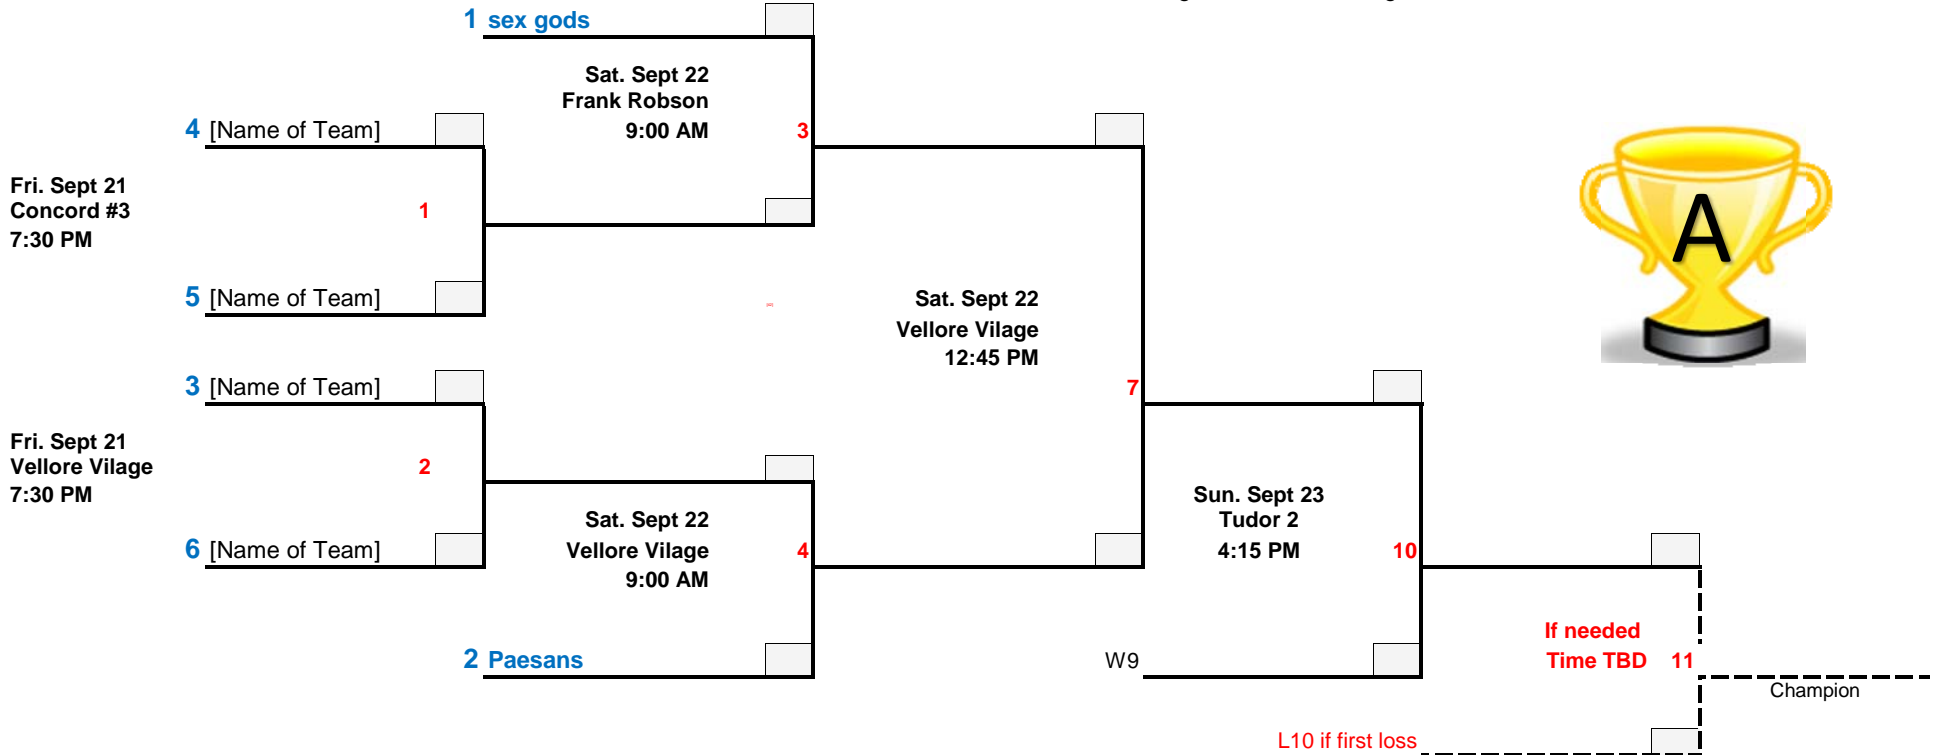 1 sex gods
Sat. Sept 22
Frank Robson
9:00 AM
3
4 [Name of Team]
Fri. Sept 21
Concord #3
7:30 PM
1
5 [Name of Team]
Sat. Sept 22
Vellore Vilage
12:45 PM
7
A
3 [Name of Team]
Fri. Sept 21
Vellore Vilage
7:30 PM
2
6 [Name of Team]
Sat. Sept 22
Vellore Vilage
9:00 AM
4
2 Paesans
Sun. Sept 23
Tudor 2
4:15 PM
10
W9
If needed
Time TBD 11
Champion
L10 if first loss